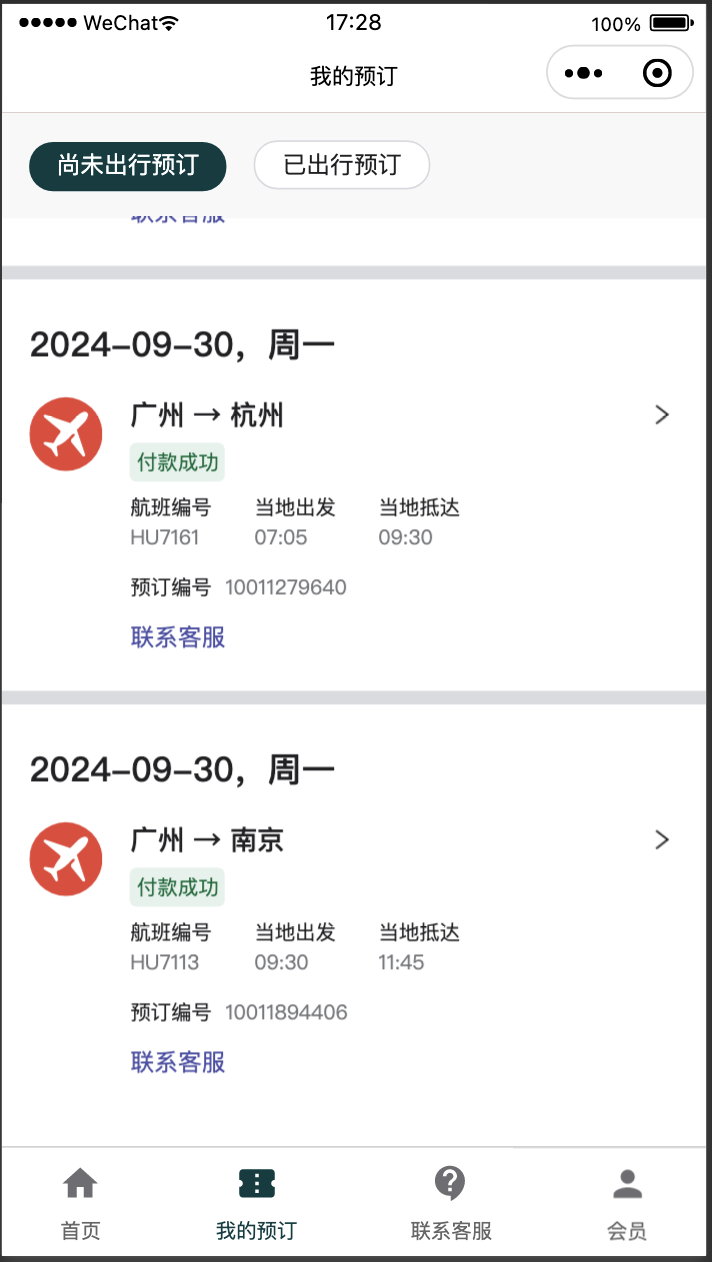 ●●●●● WeChat 17:28 100%
我的预订
尚未出行预订 已出行预订
联系客服
2024-09-30，周一
广州 → 杭州
付款成功
航班编号 当地出发 当地抵达
HU7161 07:05 09:30
预订编号 10011279640
联系客服
2024-09-30，周一
广州 → 南京
付款成功
航班编号 当地出发 当地抵达
HU7113 09:30 11:45
预订编号 10011894406
联系客服
首页 我的预订 联系客服 会员